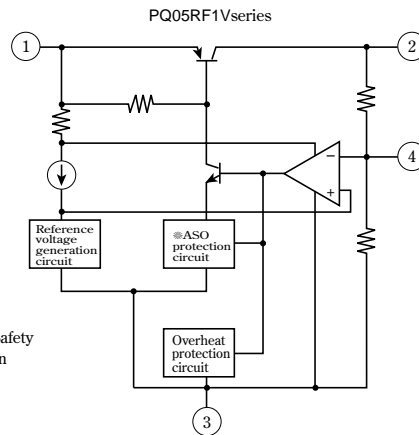 PQ05RF1Vseries
1
2
4
−
+
Reference
voltage
generation
circuit
※ASO
protection
circuit
Overheat
protection
circuit
afety
n
3